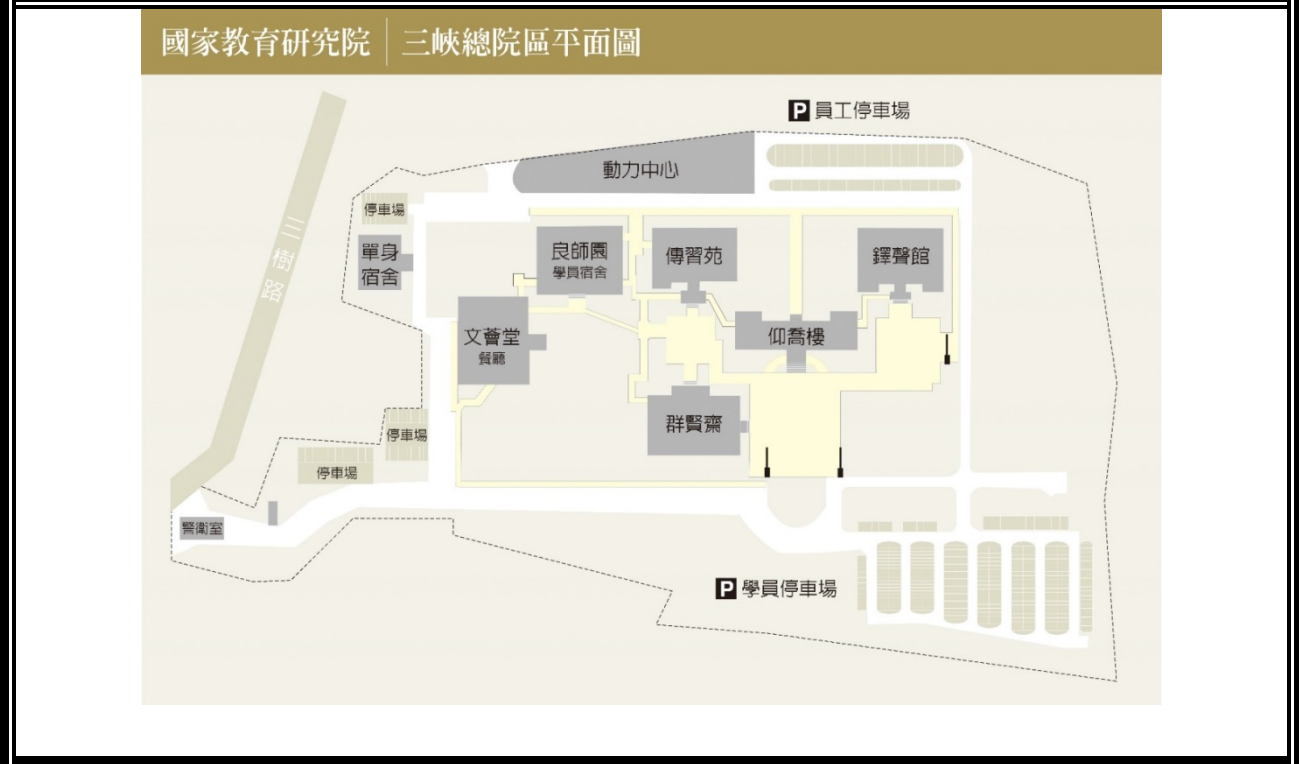 國家教育研究院 三峽總院區平面圖
P 員工停車場
動力中心
停車場
三樹路
單身
宿舍
良師園
學員宿舍
傳習苑
鐸聲館
文薈堂
餐廳
仰喬樓
群賢齋
停車場
停車場
警衛室
P 學員停車場